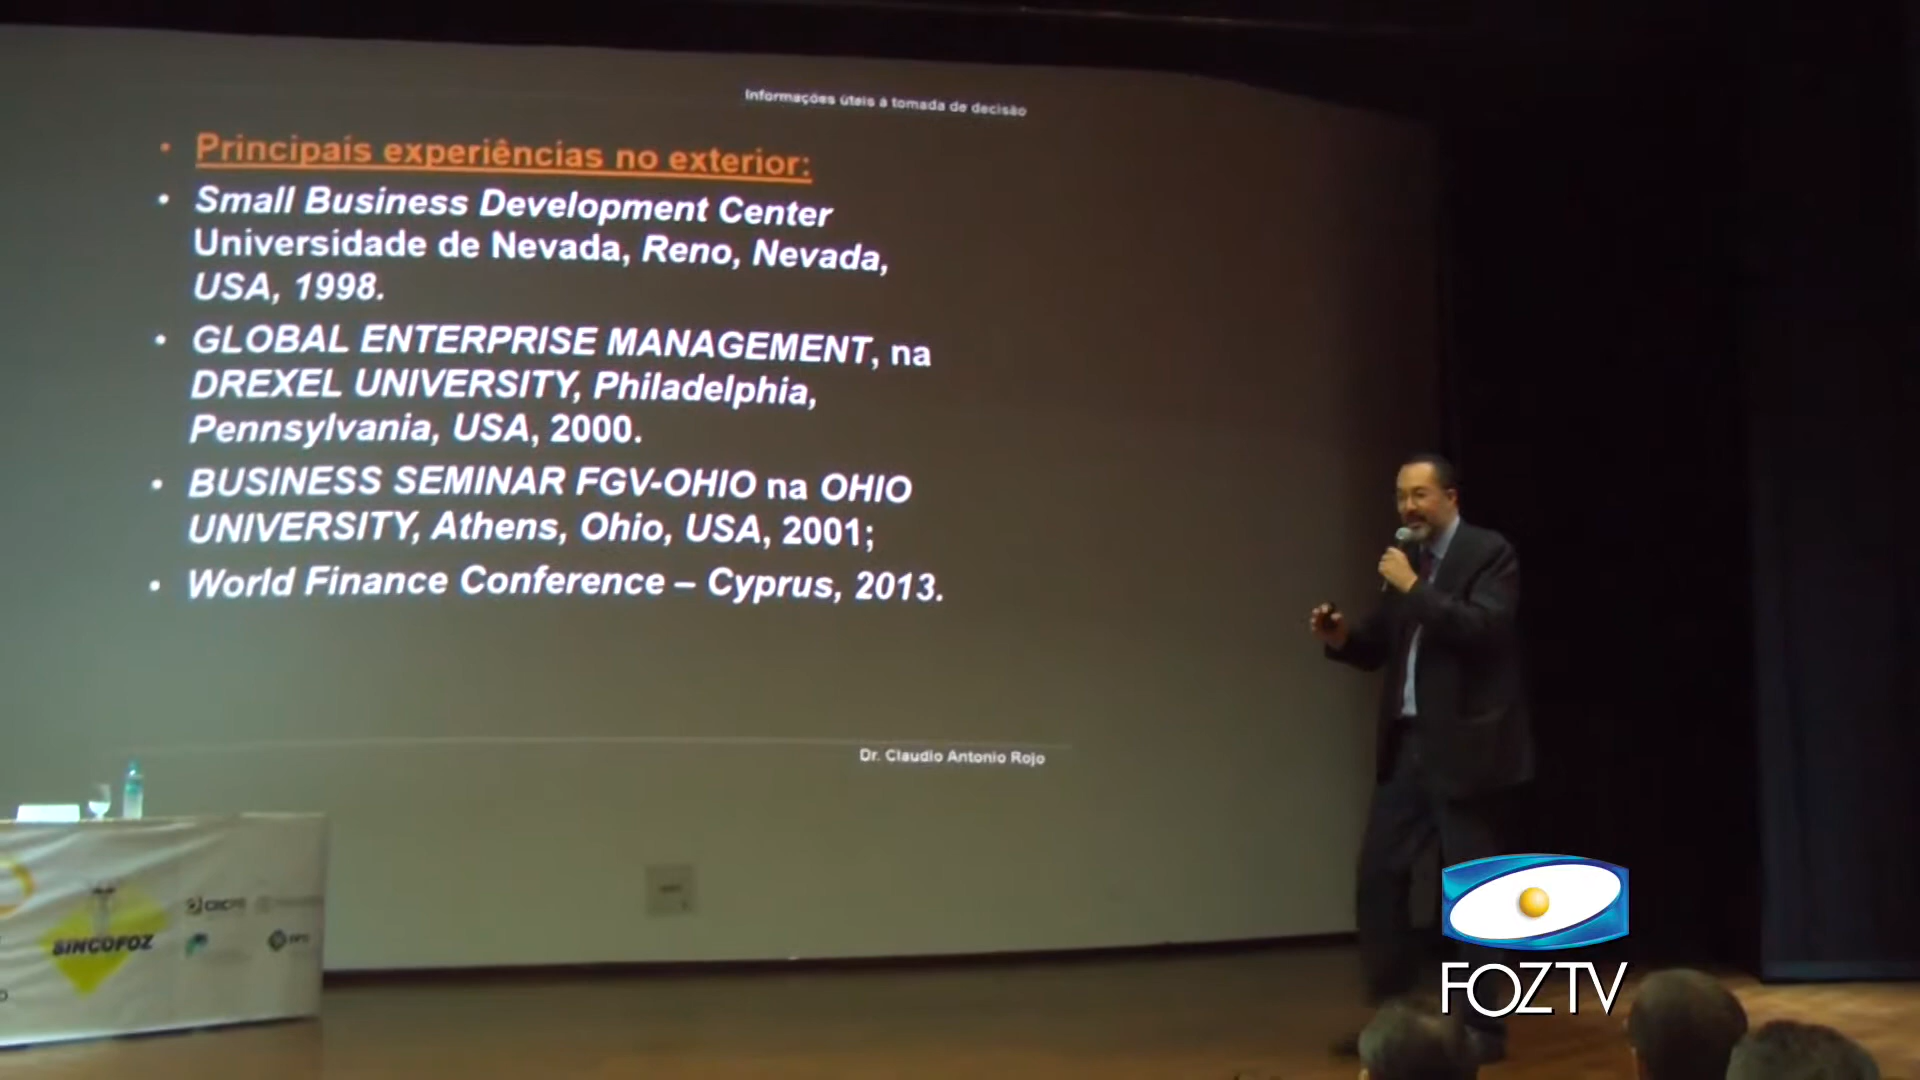 Informações úteis à tomada de decisão
• Principais experiências no exterior:
• Small Business Development Center
Universidade de Nevada, Reno, Nevada,
USA, 1998.
• GLOBAL ENTERPRISE MANAGEMENT, na
DREXEL UNIVERSITY, Philadelphia,
Pennsylvania, USA, 2000.
• BUSINESS SEMINAR FGV-OHIO na OHIO
UNIVERSITY, Athens, Ohio, USA, 2001;
• World Finance Conference – Cyprus, 2013.
Dr. Claudio Antonio Rojo
SINCOFOZ
FOZTV